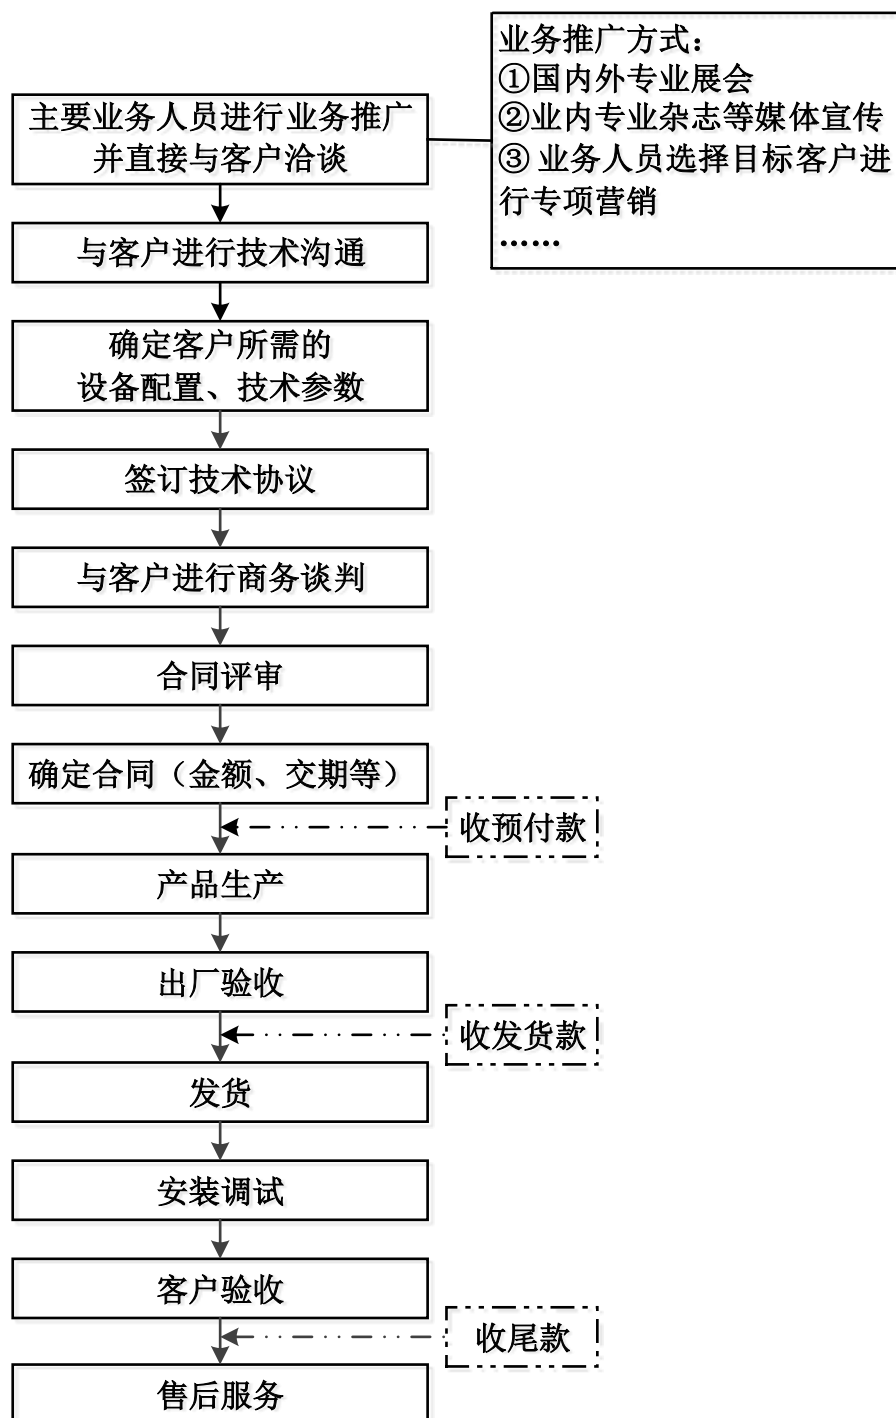 主要业务人员进行业务推广
并直接与客户洽谈
业务推广方式：
①国内外专业展会
②业内专业杂志等媒体宣传
③ 业务人员选择目标客户进
行专项营销
……
与客户进行技术沟通
确定客户所需的
设备配置、技术参数
签订技术协议
与客户进行商务谈判
合同评审
确定合同（金额、交期等）
收预付款
产品生产
出厂验收
收发货款
发货
安装调试
客户验收
收尾款
售后服务